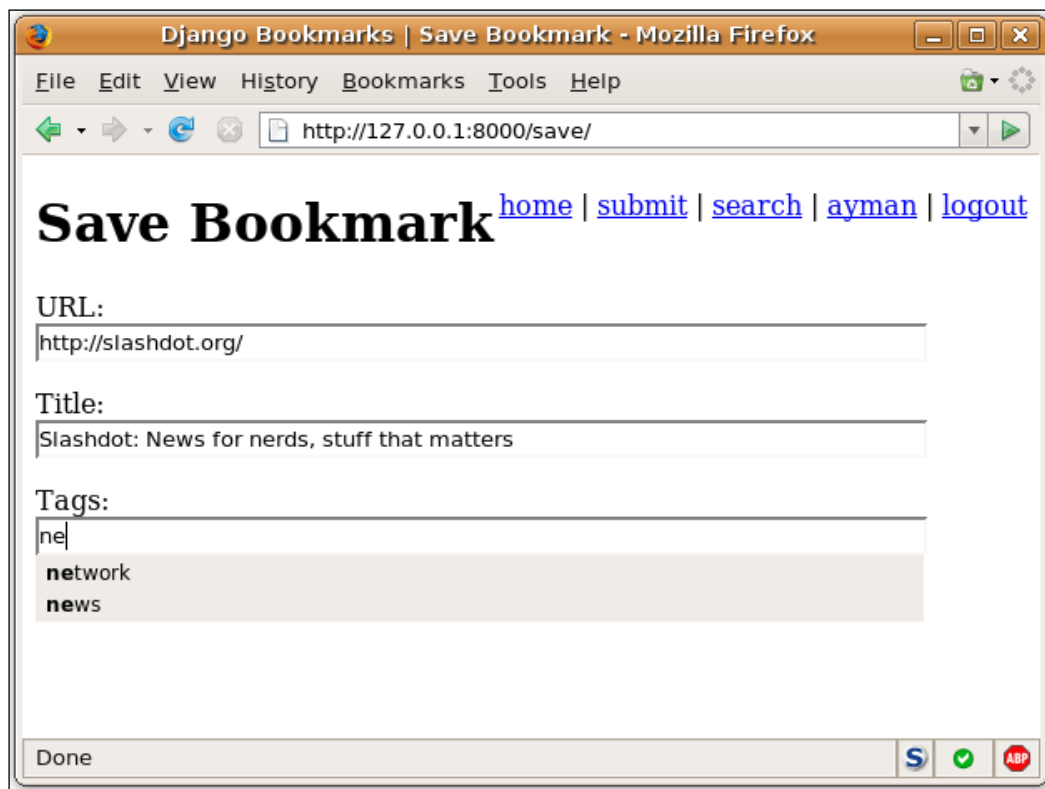 Django Bookmarks | Save Bookmark - Mozilla Firefox
File Edit View History Bookmarks Tools Help
http://127.0.0.1:8000/save/
Save Bookmark
home | submit | search | ayman | logout
URL:
http://slashdot.org/
Title:
Slashdot: News for nerds, stuff that matters
Tags:
ne
network
news
Done
S
ABP